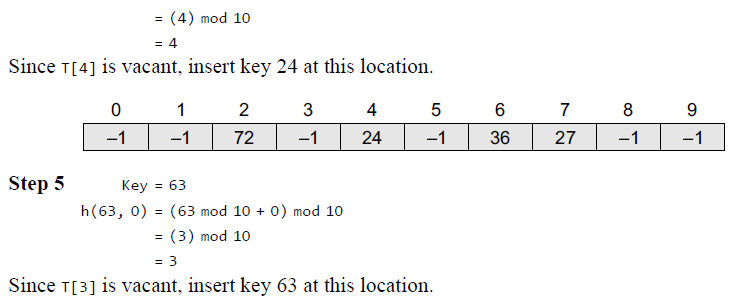 = (4) mod 10
= 4
Since T[4] is vacant, insert key 24 at this location.
0 1 2 3 4 5 6 7 8 9
–1 –1 72 –1 24 –1 36 27 –1 –1
Step 5 Key = 63
h(63, 0) = (63 mod 10 + 0) mod 10
= (3) mod 10
= 3
Since T[3] is vacant, insert key 63 at this location.